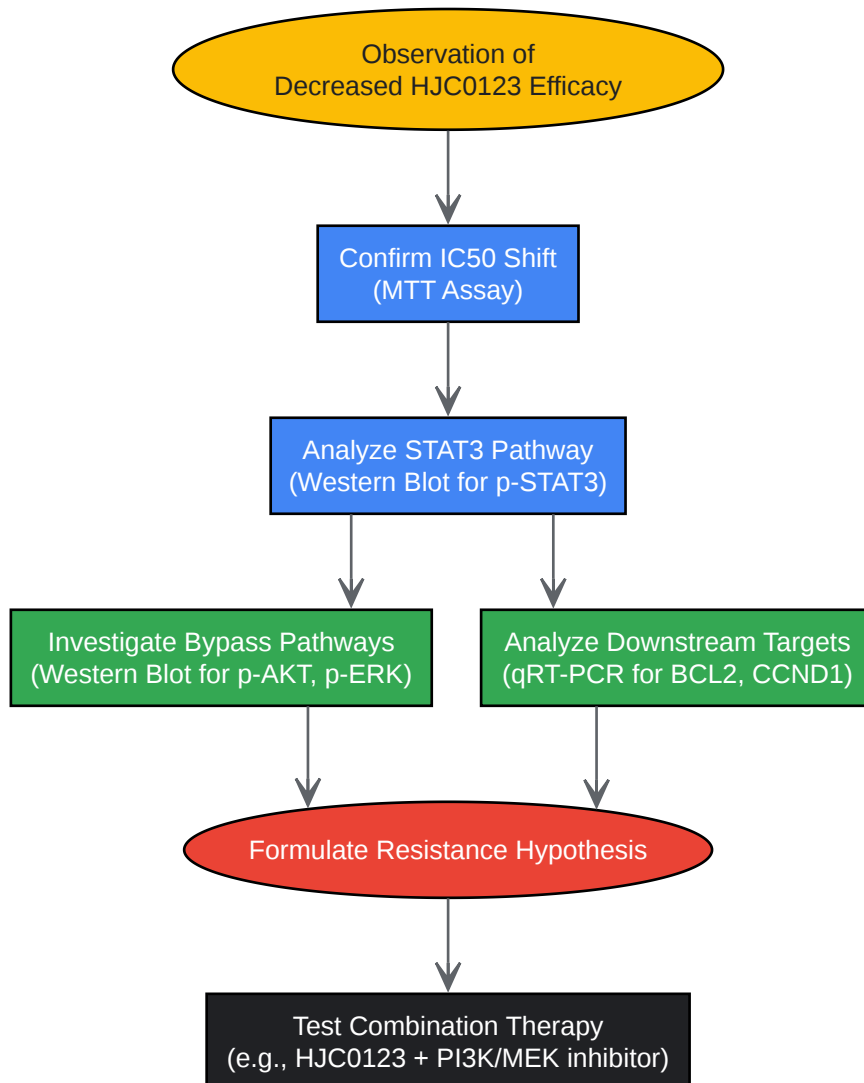 Observation of
Decreased HJC0123 Efficacy
Confirm IC50 Shift
(MTT Assay)
Analyze STAT3 Pathway
(Western Blot for p-STAT3)
Investigate Bypass Pathways
(Western Blot for p-AKT, p-ERK)
Analyze Downstream Targets
(qRT-PCR for BCL2, CCND1)
Formulate Resistance Hypothesis
Test Combination Therapy
(e.g., HJC0123 + PI3K/MEK inhibitor)